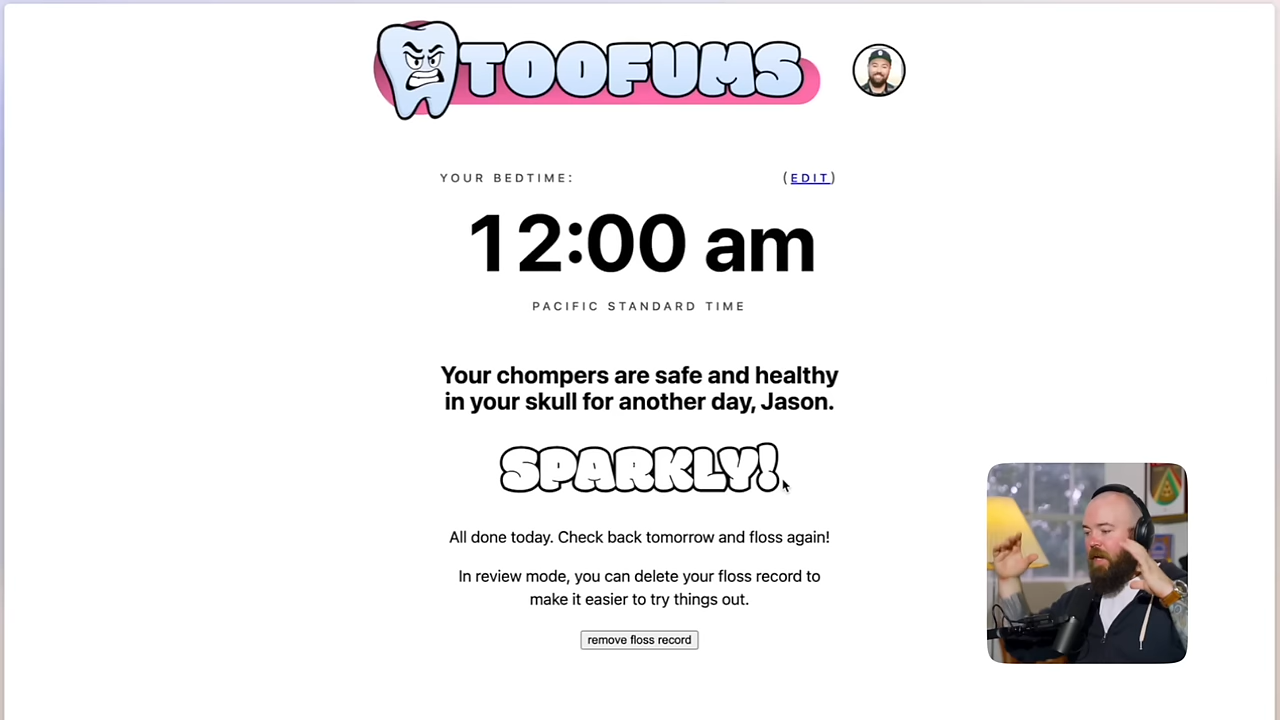 TOOFUMS
YOUR BEDTIME:
(EDIT)
12:00 am
PACIFIC STANDARD TIME
Your chompers are safe and healthy
in your skull for another day, Jason.
SPARKLY!
All done today. Check back tomorrow and floss again!
In review mode, you can delete your floss record to
make it easier to try things out.
remove floss record